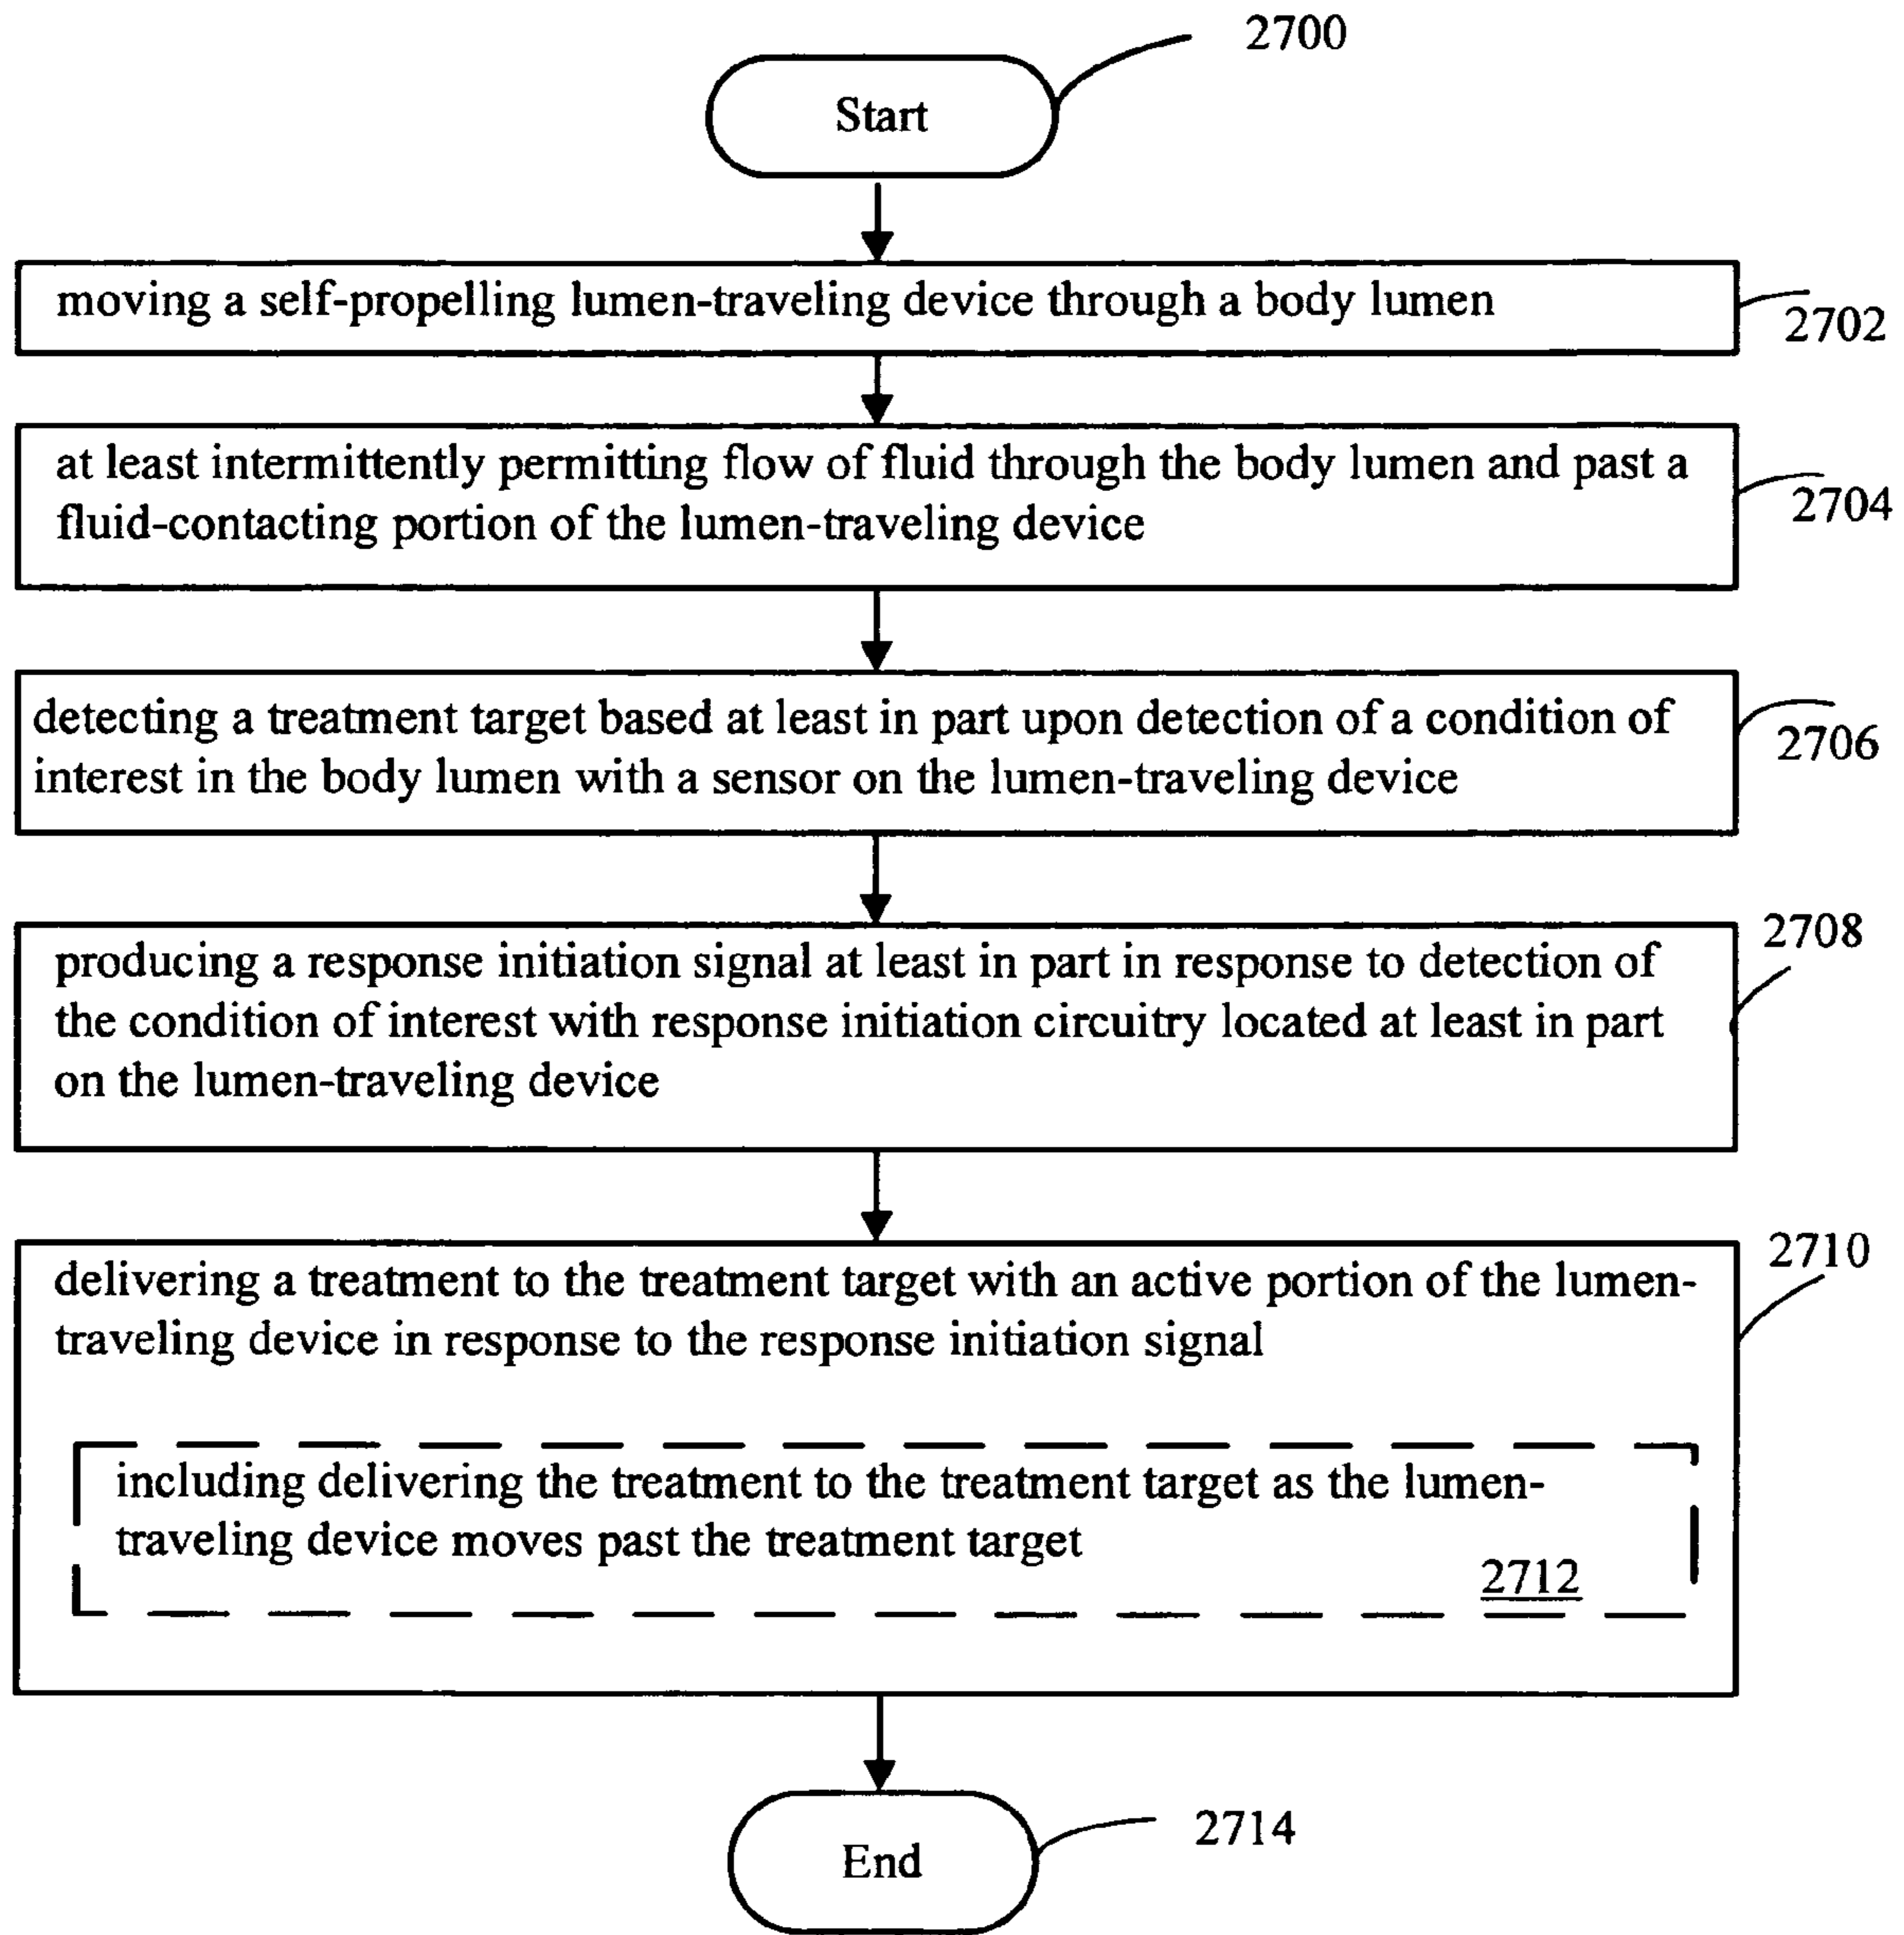 2700
Start
moving a self-propelling lumen-traveling device through a body lumen
2702
at least intermittently permitting flow of fluid through the body lumen and past a
fluid-contacting portion of the lumen-traveling device
2704
detecting a treatment target based at least in part upon detection of a condition of
interest in the body lumen with a sensor on the lumen-traveling device
2706
producing a response initiation signal at least in part in response to detection of
the condition of interest with response initiation circuitry located at least in part
on the lumen-traveling device
2708
delivering a treatment to the treatment target with an active portion of the lumen-
traveling device in response to the response initiation signal
2710
including delivering the treatment to the treatment target as the lumen-
traveling device moves past the treatment target
2712
End
2714